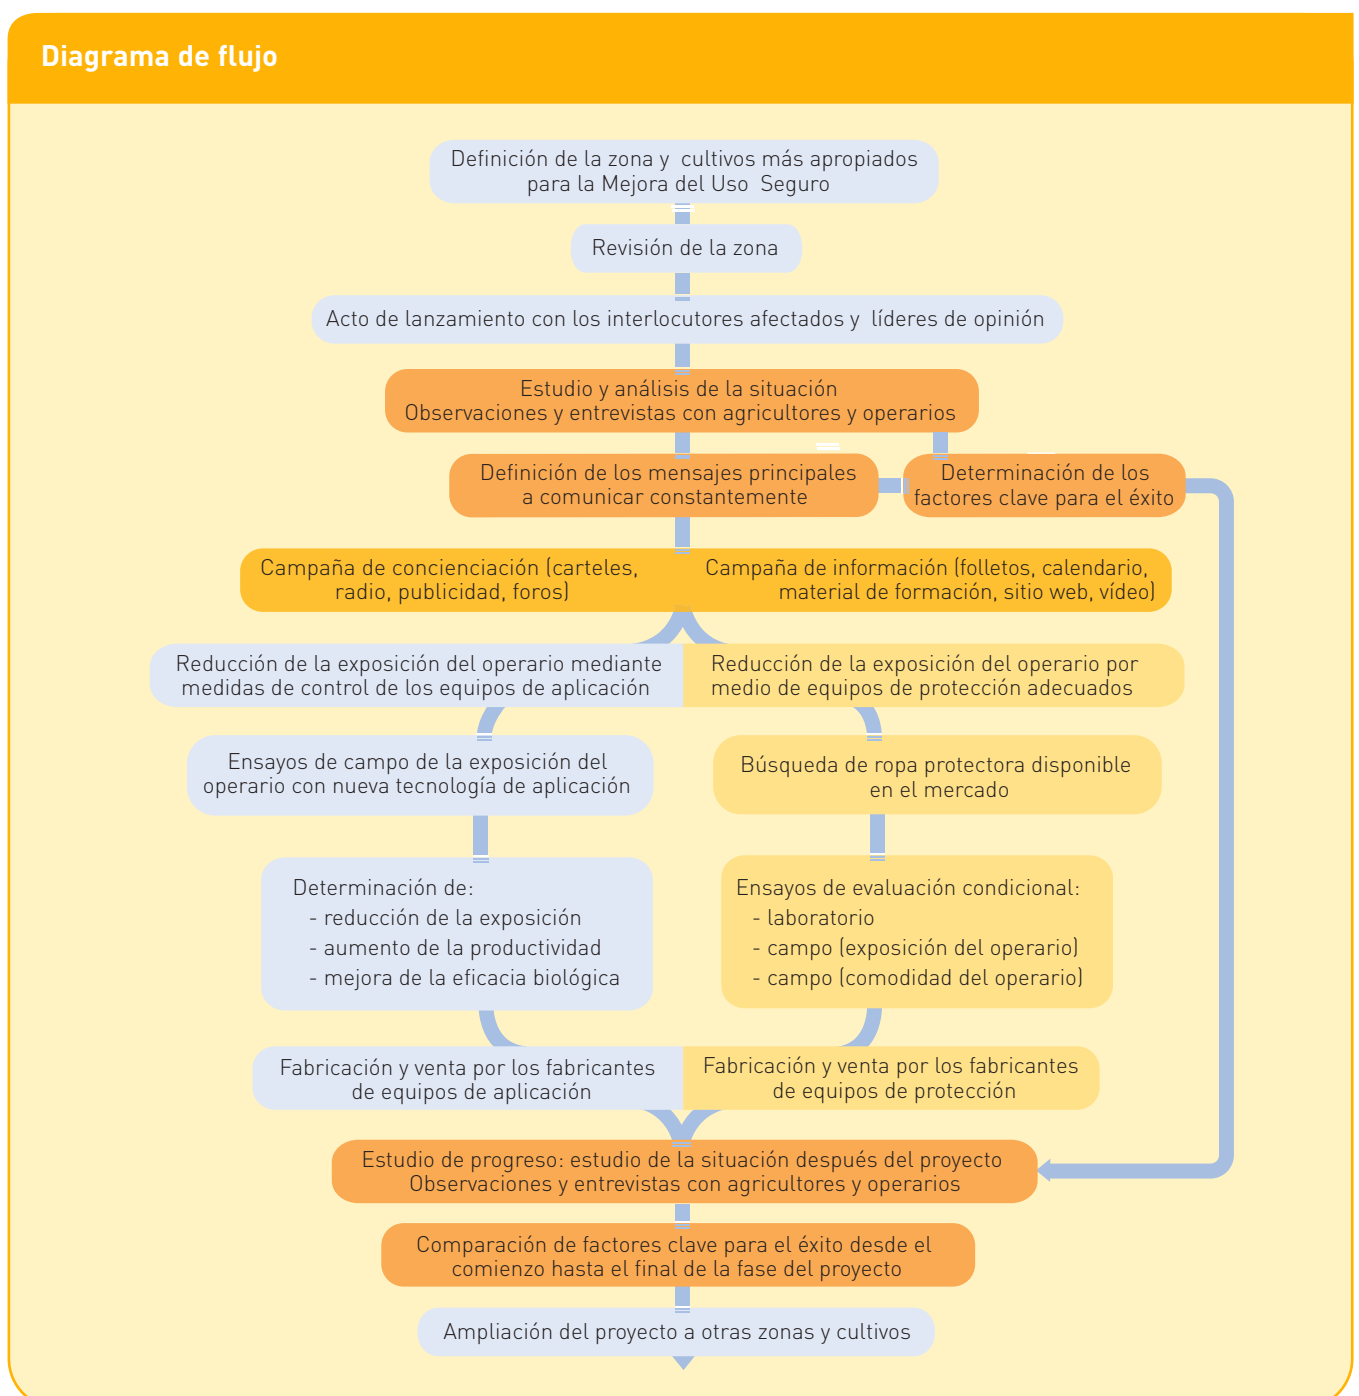 Diagrama de flujo
Definición de la zona y cultivos más apropiados
para la Mejora del Uso Seguro
Revisión de la zona
Acto de lanzamiento con los interlocutores afectados y líderes de opinión
Estudio y análisis de la situación
Observaciones y entrevistas con agricultores y operarios
Definición de los mensajes principales
a comunicar constantemente
Determinación de los
factores clave para el éxito
Campaña de concienciación (carteles,
radio, publicidad, foros)
Campaña de información (folletos, calendario,
material de formación, sitio web, vídeo)
Reducción de la exposición del operario mediante
medidas de control de los equipos de aplicación
Reducción de la exposición del operario por
medio de equipos de protección adecuados
Ensayos de campo de la exposición del
operario con nueva tecnología de aplicación
Búsqueda de ropa protectora disponible
en el mercado
Determinación de:
- reducción de la exposición
- aumento de la productividad
- mejora de la eficacia biológica
Ensayos de evaluación condicional:
- laboratorio
- campo (exposición del operario)
- campo (comodidad del operario)
Fabricación y venta por los fabricantes
de equipos de aplicación
Fabricación y venta por los fabricantes
de equipos de protección
Estudio de progreso: estudio de la situación después del proyecto
Observaciones y entrevistas con agricultores y operarios
Comparación de factores clave para el éxito desde el
comienzo hasta el final de la fase del proyecto
Ampliación del proyecto a otras zonas y cultivos